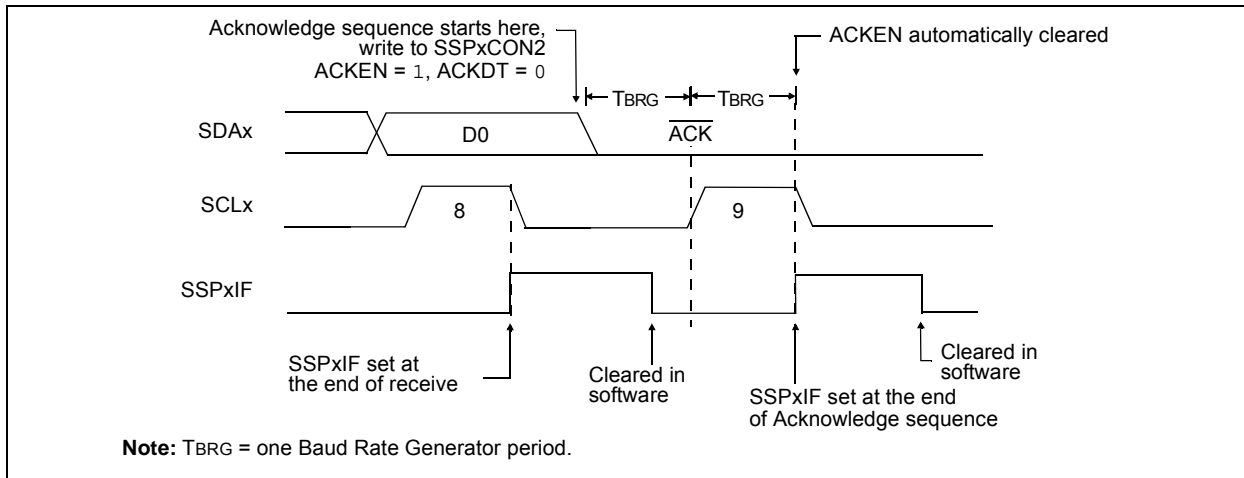 Acknowledge sequence starts here,
write to SSPxCON2
ACKEN = 1, ACKDT = 0
ACKEN automatically cleared
TBRG
TBRG
SDAx
D0
ACK
SCLx
8
9
SSPxIF
SSPxIF set at
the end of receive
Cleared in
software
SSPxIF set at the end
of Acknowledge sequence
Cleared in
software
Note: TBRG = one Baud Rate Generator period.